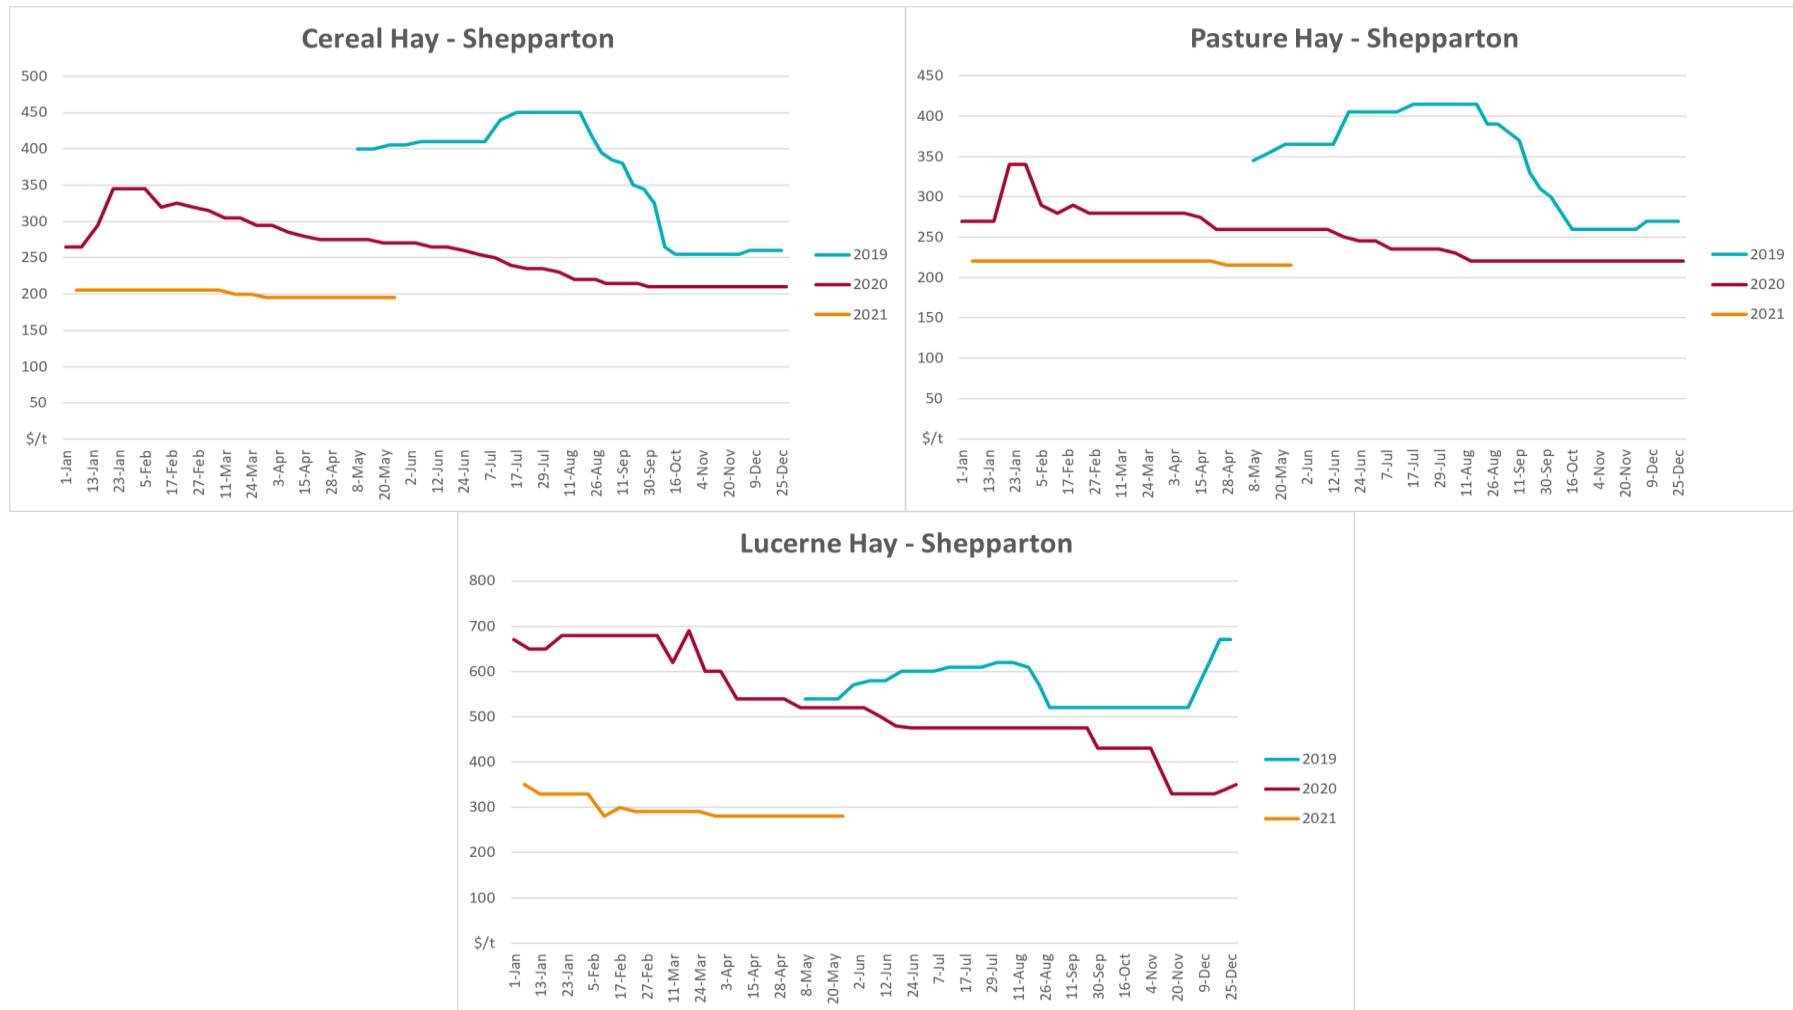 Cereal Hay - Shepparton
500
450
400
350
300
250
200
150
100
50
$/t
1-Jan
13-Jan
23-Jan
5-Feb
17-Feb
27-Feb
11-Mar
24-Mar
3-Apr
15-Apr
28-Apr
8-May
20-May
2-Jun
12-Jun
24-Jun
7-Jul
17-Jul
29-Jul
11-Aug
26-Aug
11-Sep
30-Sep
16-Oct
4-Nov
20-Nov
9-Dec
25-Dec
2019
2020
2021
Pasture Hay - Shepparton
450
400
350
300
250
200
150
100
50
$/t
1-Jan
13-Jan
23-Jan
5-Feb
17-Feb
27-Feb
11-Mar
24-Mar
3-Apr
15-Apr
28-Apr
8-May
20-May
2-Jun
12-Jun
24-Jun
7-Jul
17-Jul
29-Jul
11-Aug
26-Aug
11-Sep
30-Sep
16-Oct
4-Nov
20-Nov
9-Dec
25-Dec
2019
2020
2021
Lucerne Hay - Shepparton
800
700
600
500
400
300
200
100
$/t
1-Jan
13-Jan
23-Jan
5-Feb
17-Feb
27-Feb
11-Mar
24-Mar
3-Apr
15-Apr
28-Apr
8-May
20-May
2-Jun
12-Jun
24-Jun
7-Jul
17-Jul
29-Jul
11-Aug
26-Aug
11-Sep
30-Sep
16-Oct
4-Nov
20-Nov
9-Dec
25-Dec
2019
2020
2021